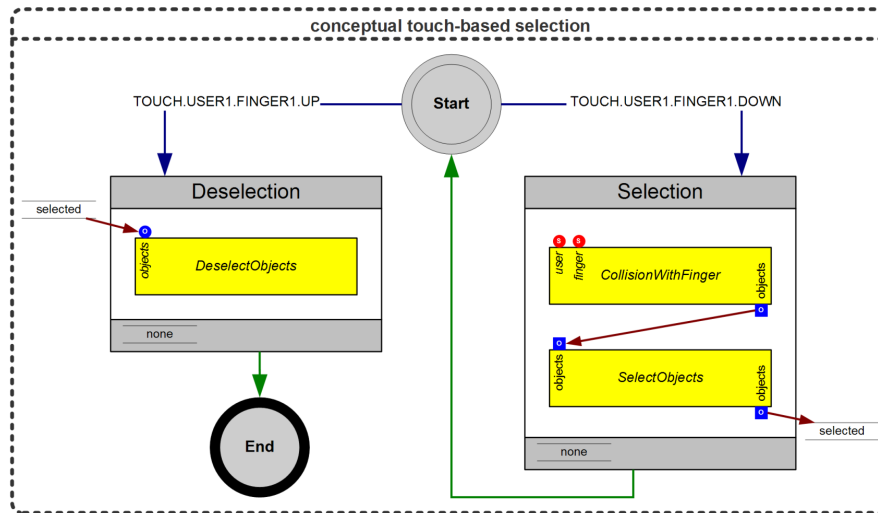 conceptual touch-based selection
TOUCH.USER1.FINGER1.UP
Start
TOUCH.USER1.FINGER1.DOWN
Deselection
selected
o
objects
DeselectObjects
none
End
Selection
s
s
user
finger
CollisionWithFinger
objects
o
o
objects
SelectObjects
objects
o
selected
none